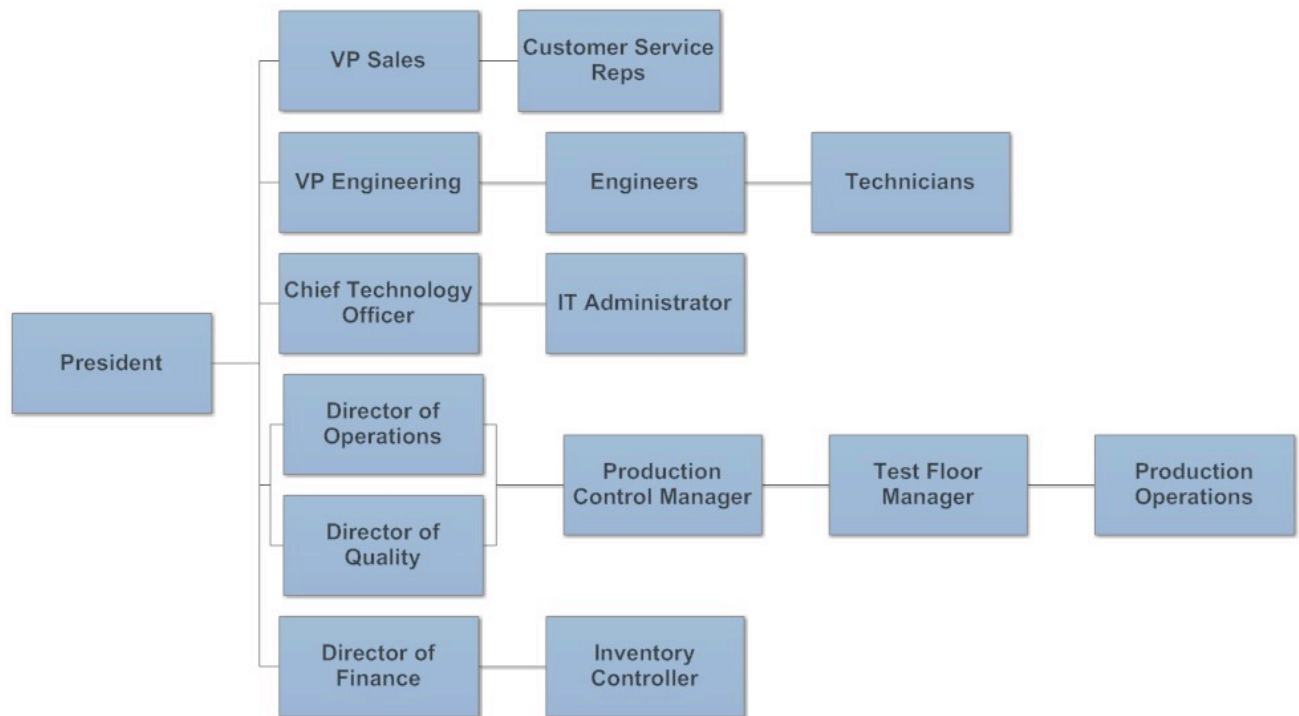 VP Sales
Customer Service
Reps
VP Engineering
Engineers
Technicians
Chief Technology
Officer
IT Administrator
President
Director of
Operations
Production
Control Manager
Test Floor
Manager
Production
Operations
Director of
Quality
Director of
Finance
Inventory
Controller